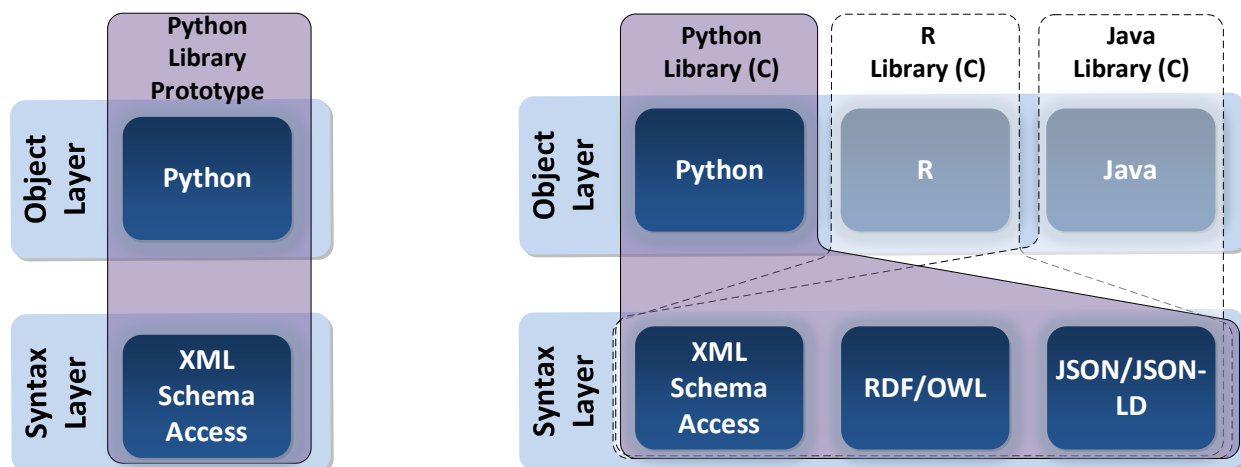 Python
Library
Prototype
Object
Layer
Python
Syntax
Layer
XML
Schema
Access
Python
Library (C)
R
Library (C)
Java
Library (C)
Object
Layer
Python
R
Java
Syntax
Layer
XML
Schema
Access
RDF/OWL
JSON/JSON-
LD